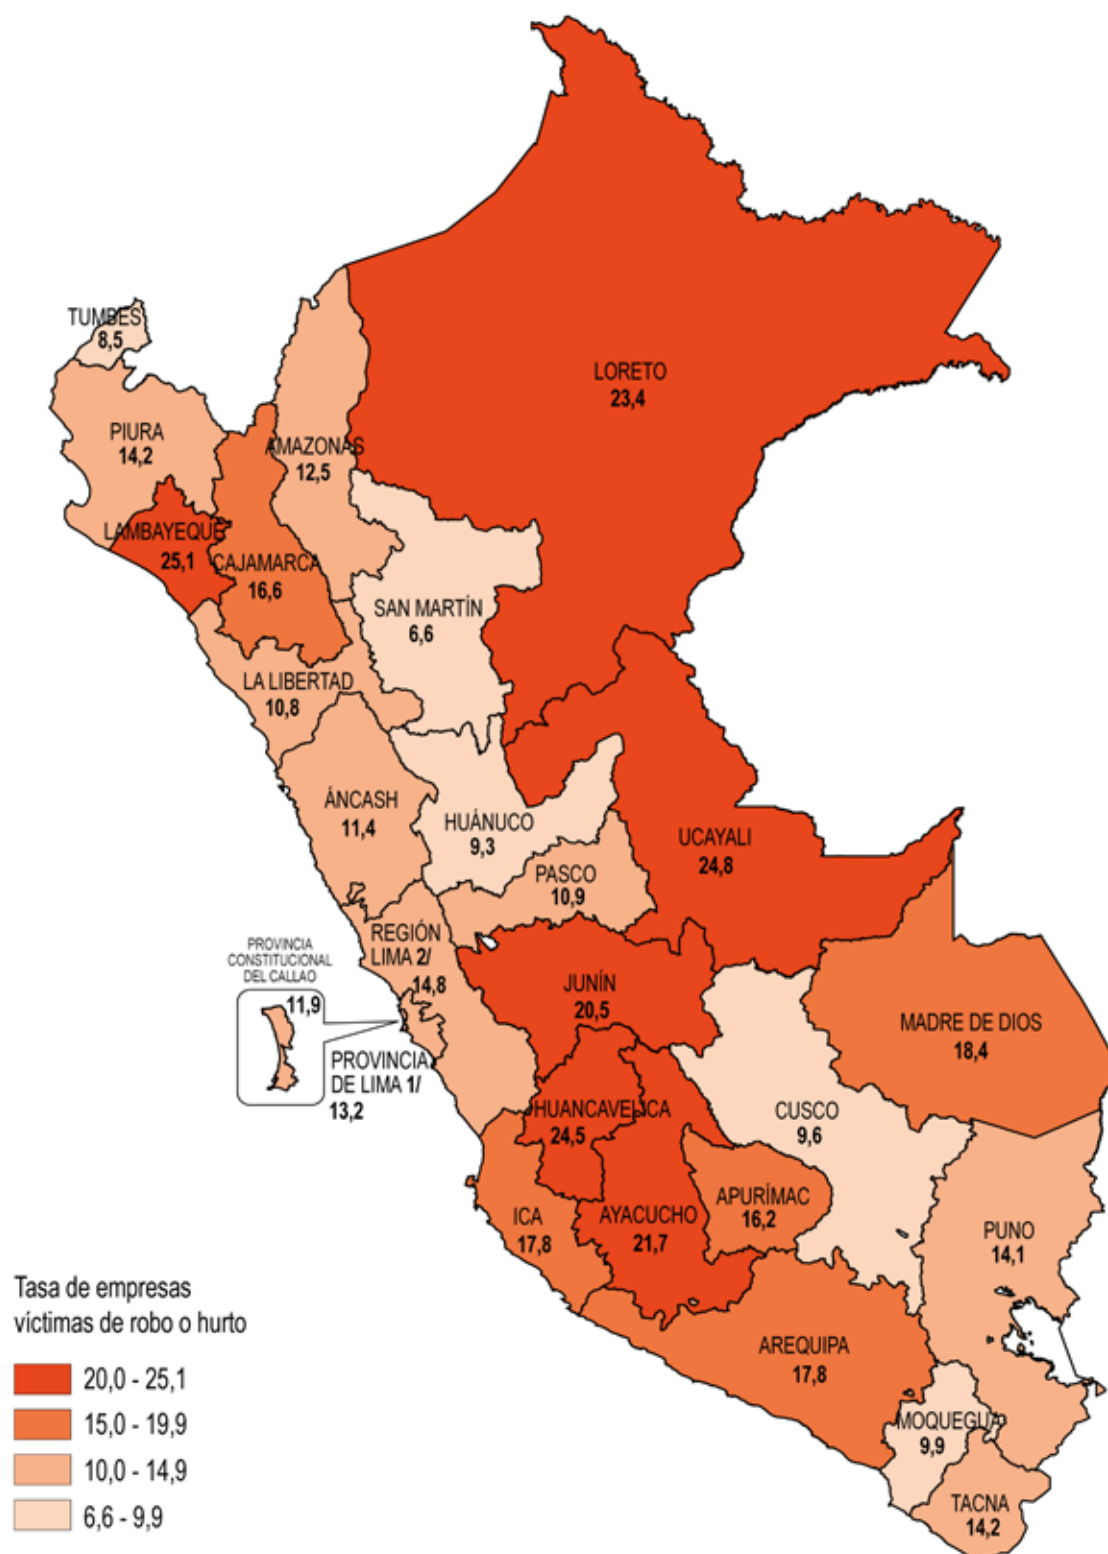 TUMBES
8,5
LORETO
23,4
PIURA
14,2
AMAZONAS
12,5
LAMBAYEQUE
25,1
CAJAMARCA
16,6
SAN MARTÍN
6,6
LA LIBERTAD
10,8
ÁNCASH
11,4
HUÁNUCO
9,3
UCAYALI
24,8
PASCO
10,9
REGIÓN
LIMA 2/
14,8
PROVINCIA
CONSTITUCIONAL
DEL CALLAO
11,9
JUNÍN
20,5
MADRE DE DIOS
18,4
PROVINCIA
DE LIMA 1/
13,2
HUANCAVELICA
24,5
CUSCO
9,6
APURÍMAC
16,2
ICA
17,8
AYACUCHO
21,7
PUNO
14,1
AREQUIPA
17,8
MOQUEGUA
9,9
TACNA
14,2
Tasa de empresas
víctimas de robo o hurto
20,0 - 25,1
15,0 - 19,9
10,0 - 14,9
6,6 - 9,9